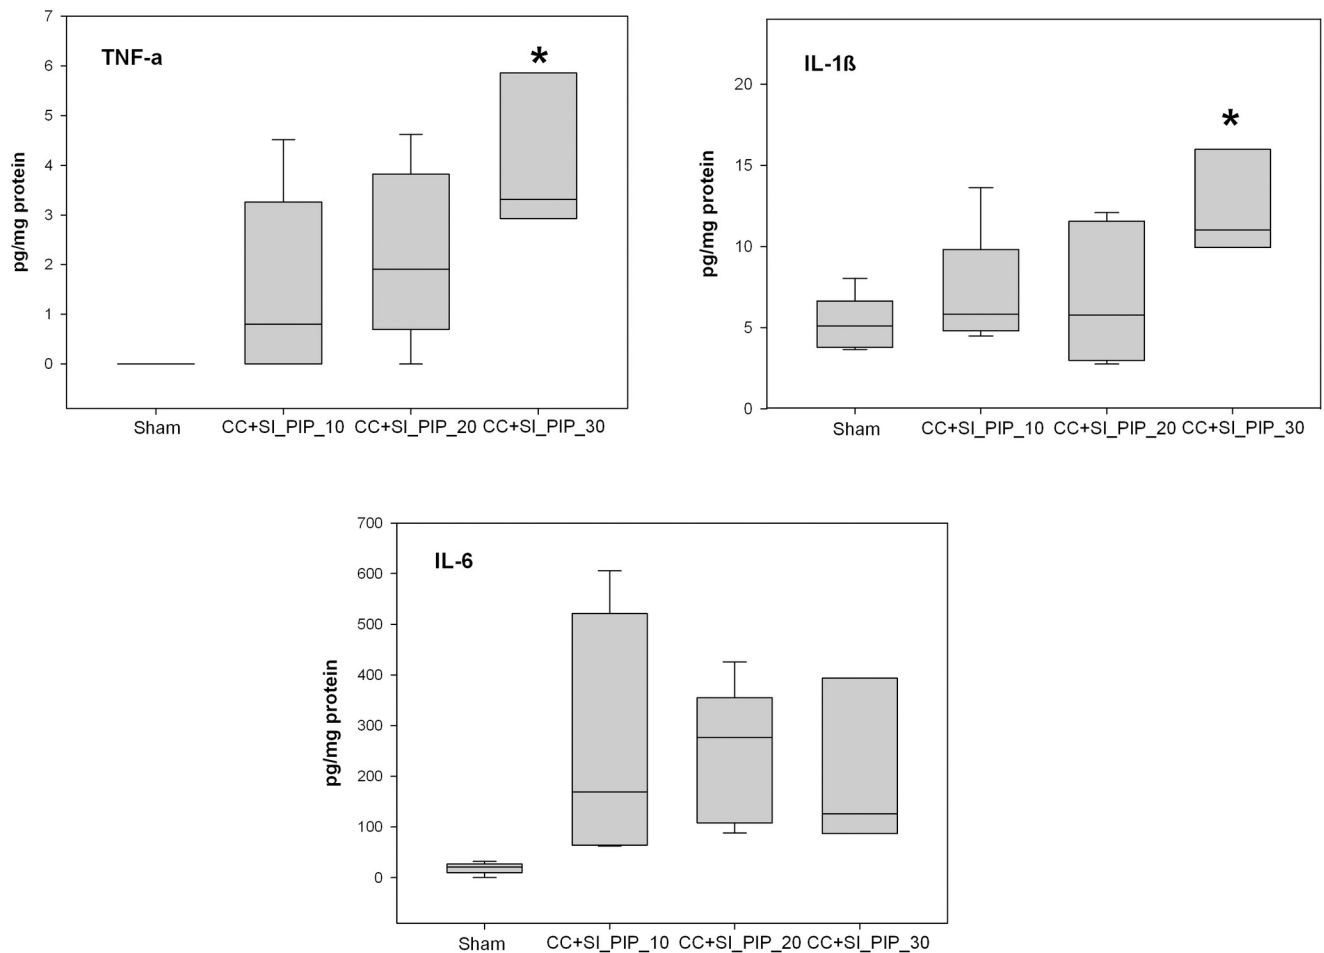 7
6
5
4
3
2
1
0
pg/mg protein
TNF-a
*
Sham CC+SI_PIP_10 CC+SI_PIP_20 CC+SI_PIP_30
20
15
10
5
0
pg/mg protein
IL-1ß
*
Sham CC+SI_PIP_10 CC+SI_PIP_20 CC+SI_PIP_30
700
600
500
400
300
200
100
0
pg/mg protein
IL-6
Sham CC+SI_PIP_10 CC+SI_PIP_20 CC+SI_PIP_30